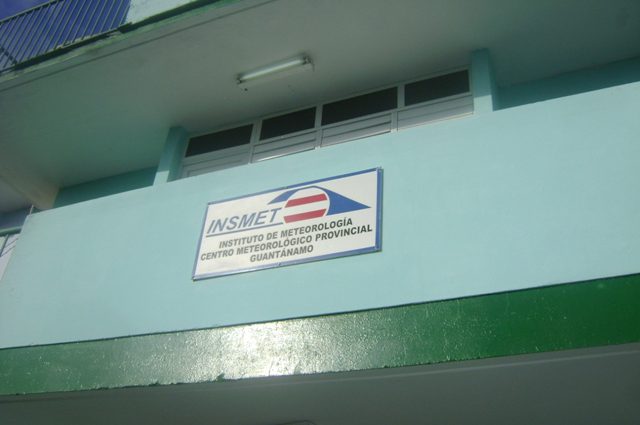 INSMET
INSTITUTO DE METEOROLOGÍA
CENTRO METEOROLÓGICO PROVINCIAL
GUANTÁNAMO